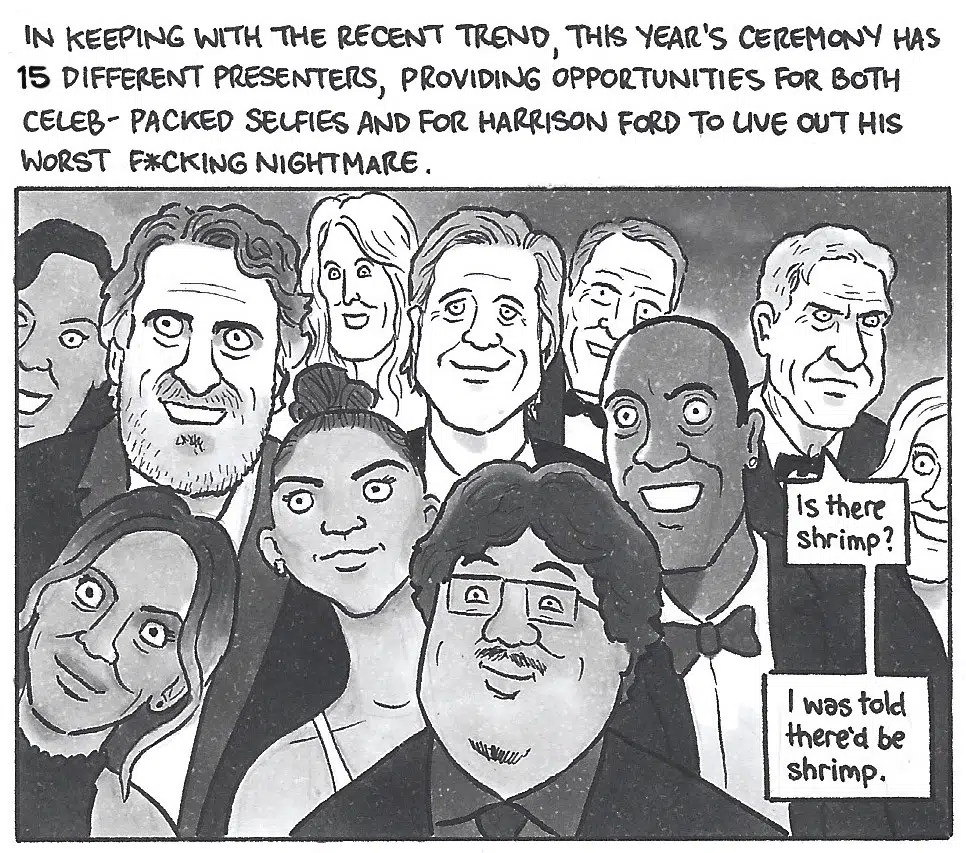 IN KEEPING WITH THE RECENT TREND, THIS YEAR'S CEREMONY HAS
15 DIFFERENT PRESENTERS, PROVIDING OPPORTUNITIES FOR BOTH
CELEB-PACKED SELFIES AND FOR HARRISON FORD TO LIVE OUT HIS
WORST F*CKING NIGHTMARE.
Is there
shrimp?
I was told
there'd be
shrimp.